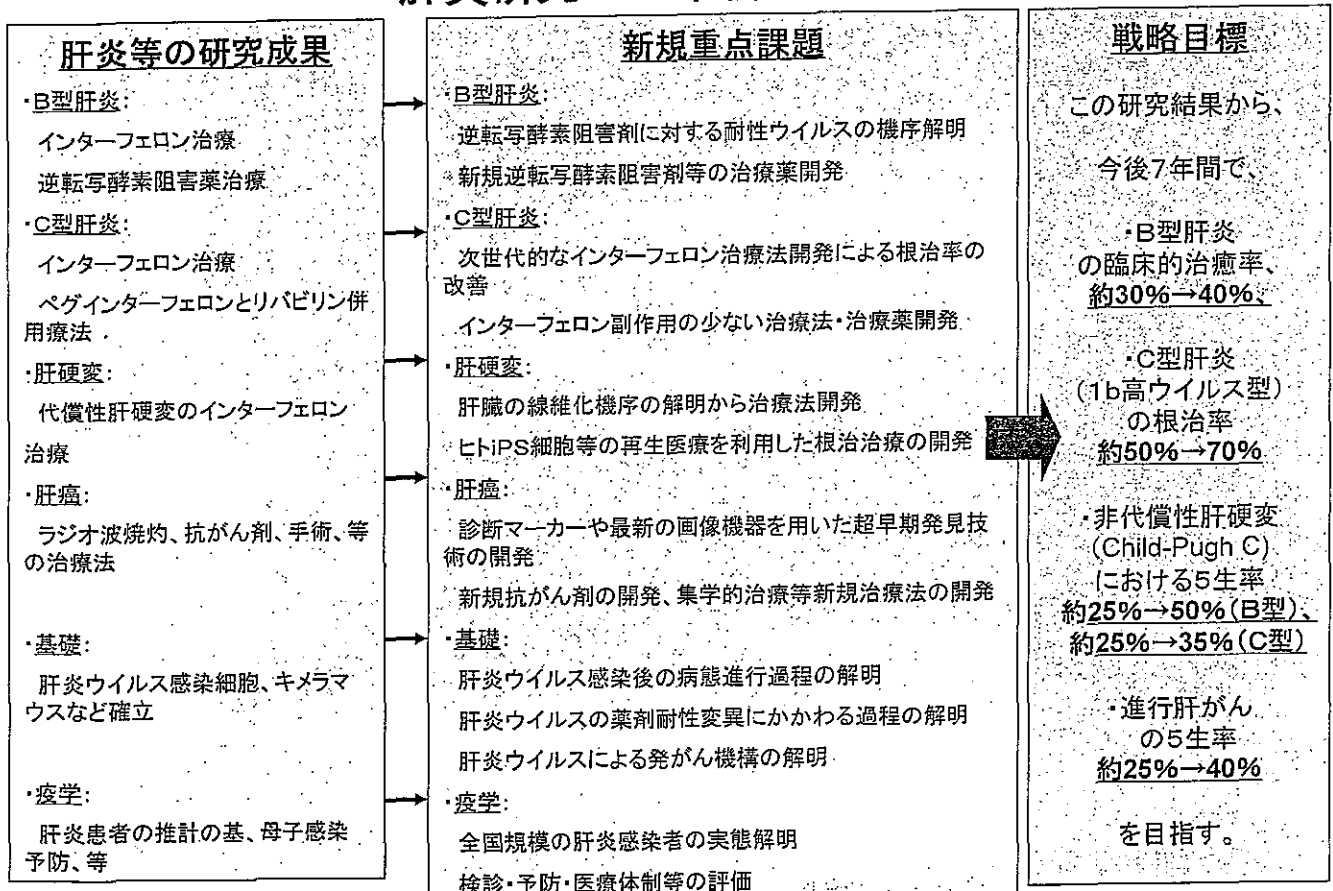 肝炎等の研究成果
・B型肝炎:
インターフェロン治療
逆転写酵素阻害薬治療
・C型肝炎:
インターフェロン治療
ペグインターフェロンとリバビリン併
用療法
・肝硬変:
代償性肝硬変のインターフェロン
治療
・肝癌:
ラジオ波焼灼、抗がん剤、手術、等
の治療法
・基礎:
肝炎ウイルス感染細胞、キメラマ
ウスなど確立
・疫学:
肝炎患者の推計の基、母子感染
予防、等
新規重点課題
・B型肝炎:
逆転写酵素阻害剤に対する耐性ウイルスの機序解明
新規逆転写酵素阻害剤等の治療薬開発
・C型肝炎:
次世代的なインターフェロン治療法開発による根治率の
改善
インターフェロン副作用の少ない治療法・治療薬開発
・肝硬変:
肝臓の線維化機序の解明から治療法開発
ヒトiPS細胞等の再生医療を利用した根治治療の開発
・肝癌:
診断マーカーや最新の画像機器を用いた超早期発見技
術の開発
新規抗がん剤の開発、集学的治療等新規治療法の開発
・基礎:
肝炎ウイルス感染後の病態進行過程の解明
肝炎ウイルスの薬剤耐性変異にかかわる過程の解明
肝炎ウイルスによる発がん機構の解明
・疫学:
全国規模の肝炎感染者の実態解明
検診・予防・医療体制等の評価
戦略目標
この研究結果から、
今後7年間で、
・B型肝炎
の臨床的治癒率、
約30%→40%、
・C型肝炎
(1b高ウイルス型)
の根治率
約50%→70%
・非代償性肝硬変
(Child-Pugh C)
における5生率
約25%→50%(B型)、
約25%→35%(C型)
・進行肝がん
の5生率
約25%→40%
を目指す。